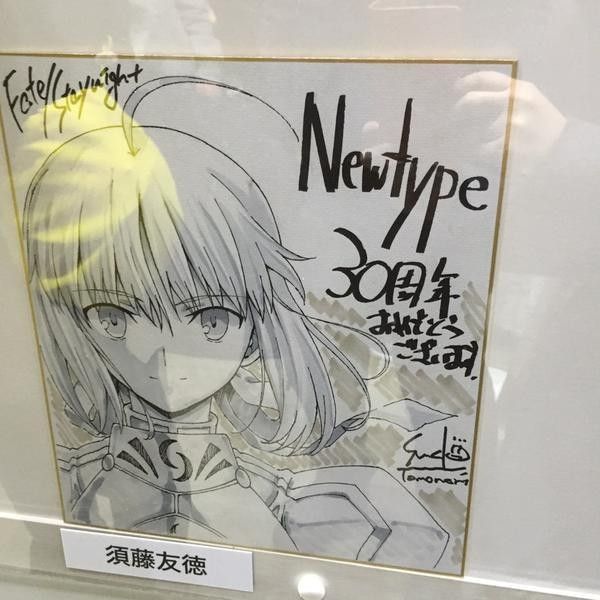 Fate/
stay night
Newtype
30周年
おめでとう
ございます!
Tomonori
須藤友徳